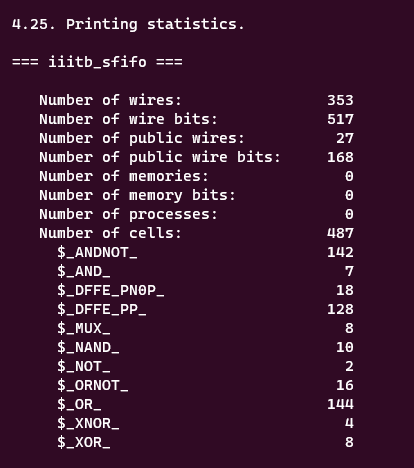 4.25. Printing statistics.
=== iiitb_sfifo ===
Number of wires: 353
Number of wire bits: 517
Number of public wires: 27
Number of public wire bits: 168
Number of memories: 0
Number of memory bits: 0
Number of processes: 0
Number of cells: 487
$_ANDNOT_ 142
$_AND_ 7
$_DFFE_PN0P_ 18
$_DFFE_PP_ 128
$_MUX_ 8
$_NAND_ 10
$_NOT_ 2
$_ORNOT_ 16
$_OR_ 144
$_XNOR_ 4
$_XOR_ 8